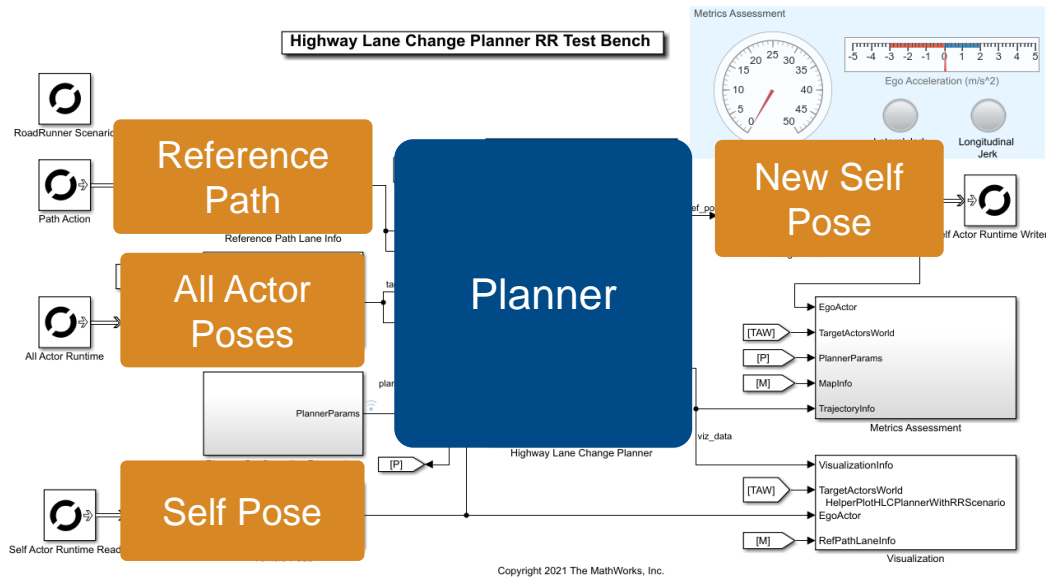 Metrics Assessment
Highway Lane Change Planner RR Test Bench
0 5 10 15 20 25 30 35 40 45 50
-5 -4 -3 -2 -1 0 1 2 3 4 5
Ego Acceleration (m/s^2)
Longitudinal
Jerk
RoadRunner Scenario
Path Action
Reference
Path
Reference Path Lane Info
All Actor
Poses
All Actor Runtime
PlannerParams
[P]
Self Pose
Self Actor Runtime Read
Planner
Highway Lane Change Planner
viz_data
New Self
Pose
Actor Runtime Writer
EgoActor
[TAW]
TargetActorsWorld
[P]
PlannerParams
[M]
MapInfo
TrajectoryInfo
Metrics Assessment
VisualizationInfo
[TAW]
TargetActorsWorld
HelperPlotHLCPlannerWithRRScenario
EgoActor
[M]
RefPathLaneInfo
Visualization
Copyright 2021 The MathWorks, Inc.